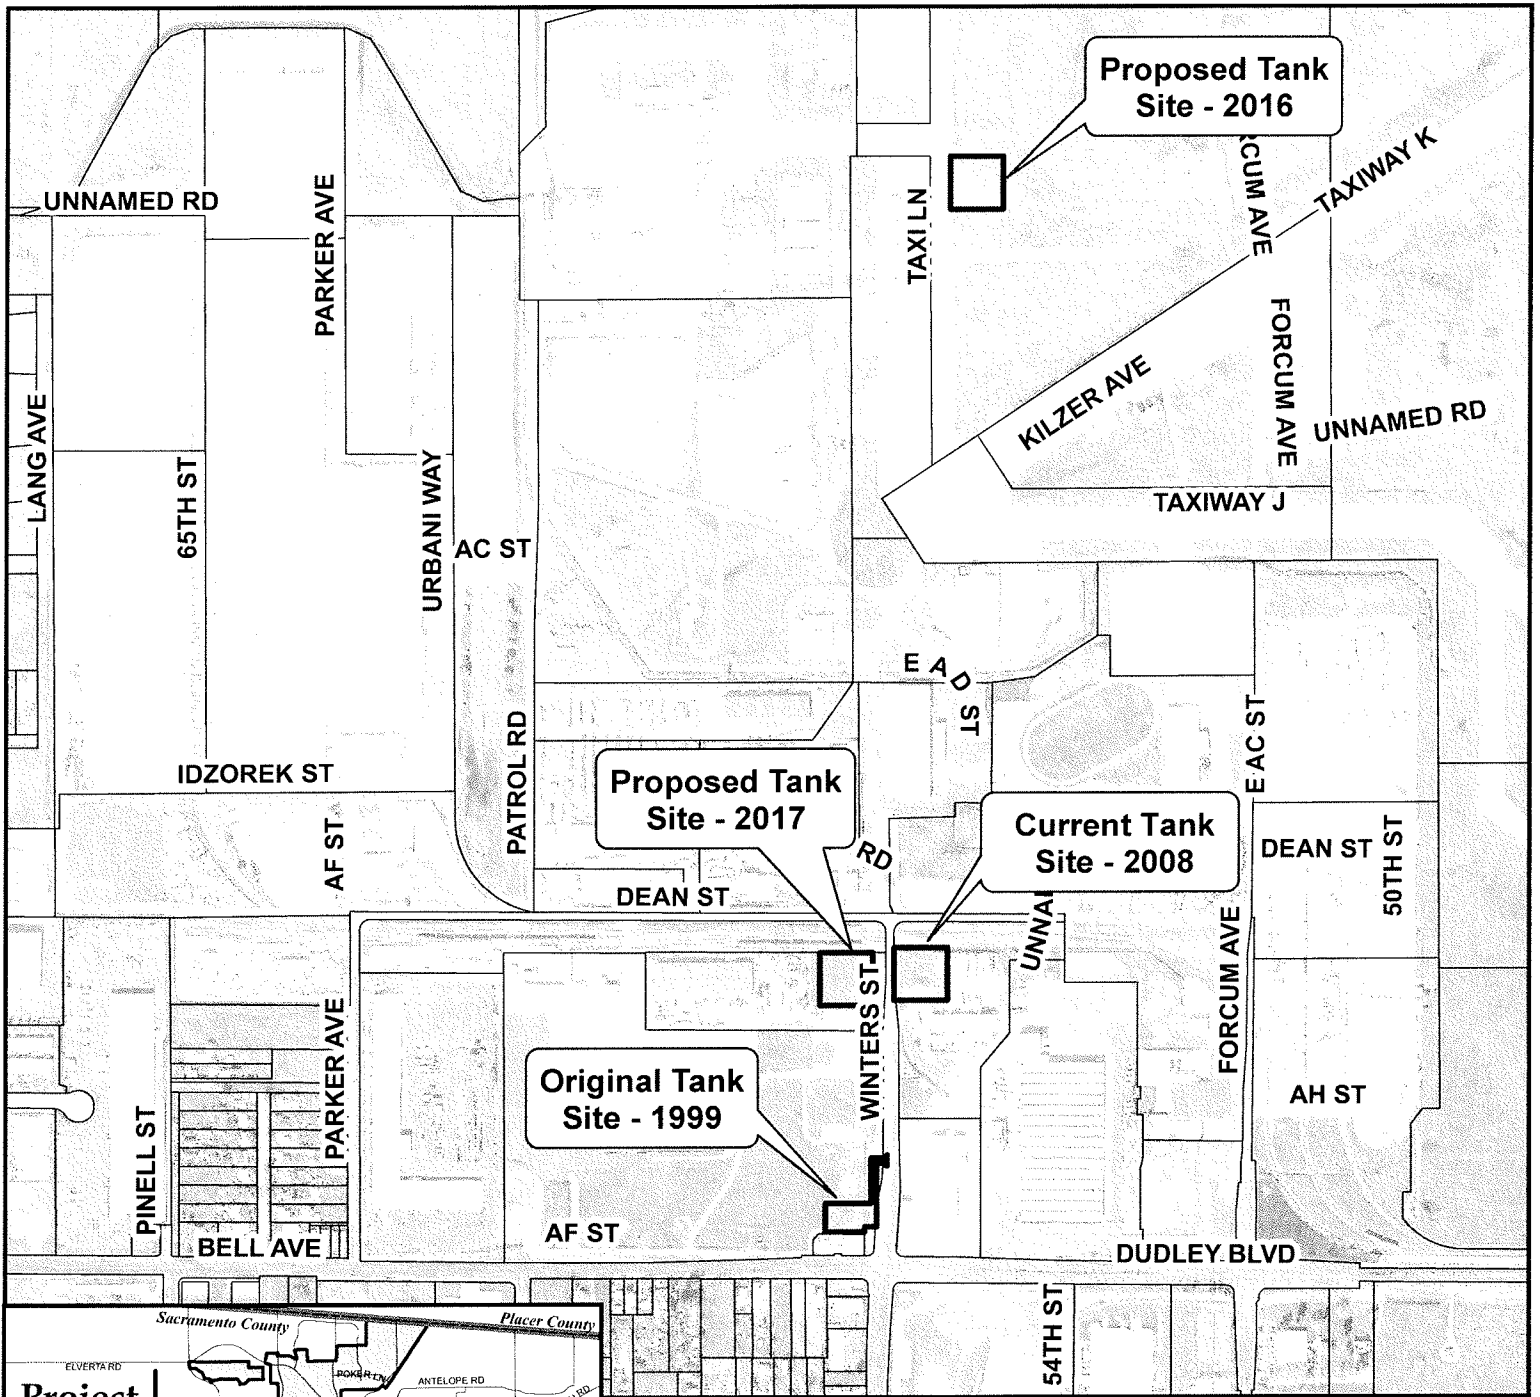 Proposed Tank
Site - 2016
RCUM AVE
TAXIWAY K
UNNAMED RD
PARKER AVE
TAXI LN
FORCUM AVE
KILZER AVE
UNNAMED RD
LANG AVE
65TH ST
URBANI WAY
AC ST
TAXIWAY J
E A D ST
E AC ST
PATROL RD
IDZOREK ST
Proposed Tank
Site - 2017
Current Tank
Site - 2008
RD
AF ST
DEAN ST
50TH ST
DEAN ST
UNNA
FORCUM AVE
WINTERS ST
PARKER AVE
Original Tank
Site - 1999
AH ST
PINELL ST
AF ST
BELL AVE
DUDLEY BLVD
54TH ST
Sacramento County
Placer County
ELVERTA RD
POKER LN
ANTELOPE RD
RD
Project